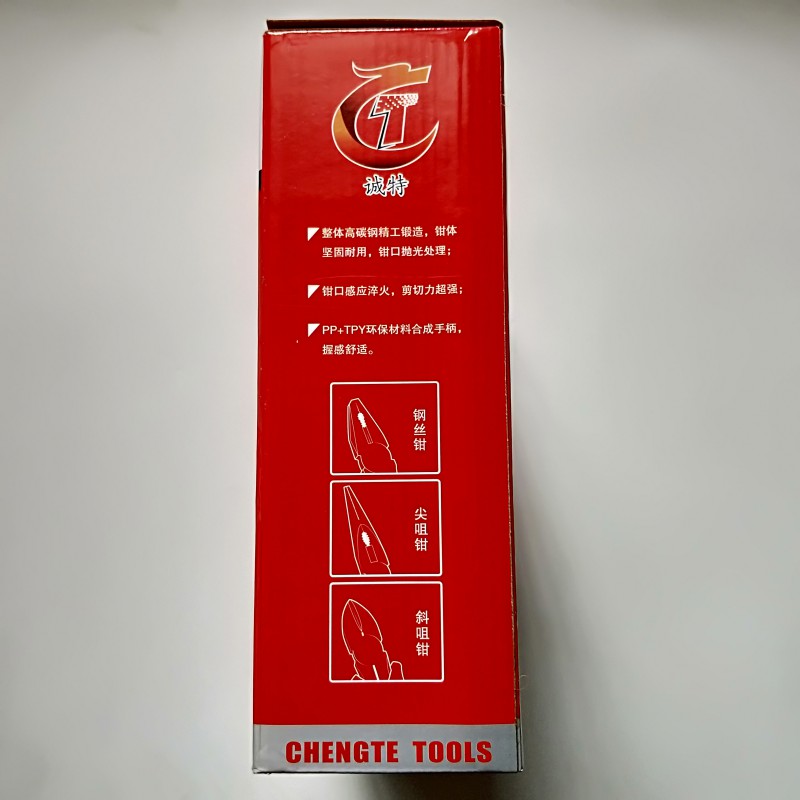 诚特
整体高碳钢精工锻造，钳体
坚固耐用，钳口抛光处理；
钳口感应淬火，剪切力超强；
PP+TPY环保材料合成手柄，
握感舒适。
钢丝钳
尖咀钳
斜咀钳
CHENGTE TOOLS